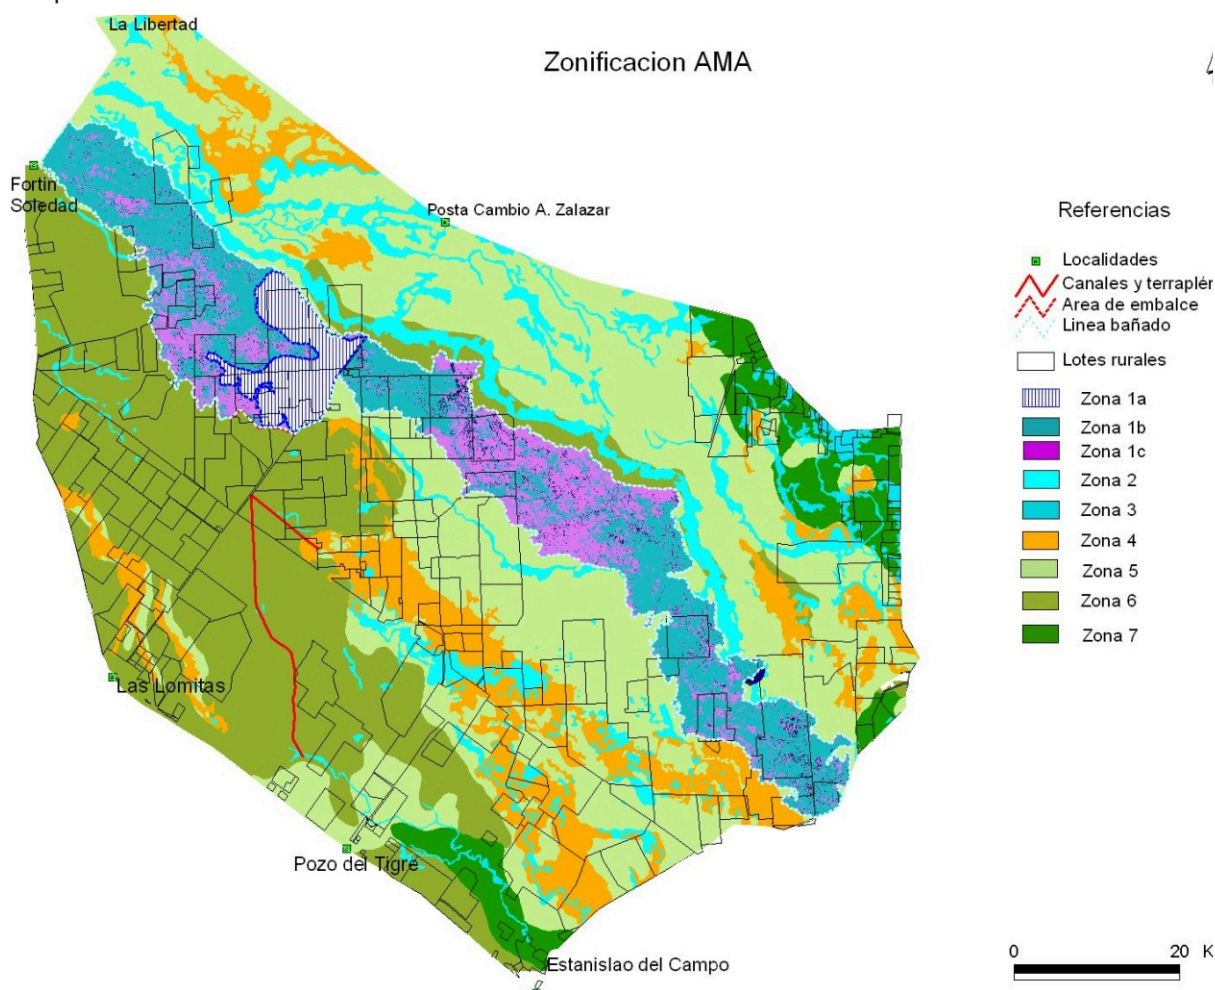 La Libertad
Zonificacion AMA
Fortin
Soledad
Posta Cambio A. Zalazar
Las Lomitas
Pozo del Tigre
Estanislao del Campo
Referencias
Localidades
Canales y terraplén
Area de embalce
Linea bañado
Lotes rurales
Zona 1a
Zona 1b
Zona 1c
Zona 2
Zona 3
Zona 4
Zona 5
Zona 6
Zona 7
0 20 K